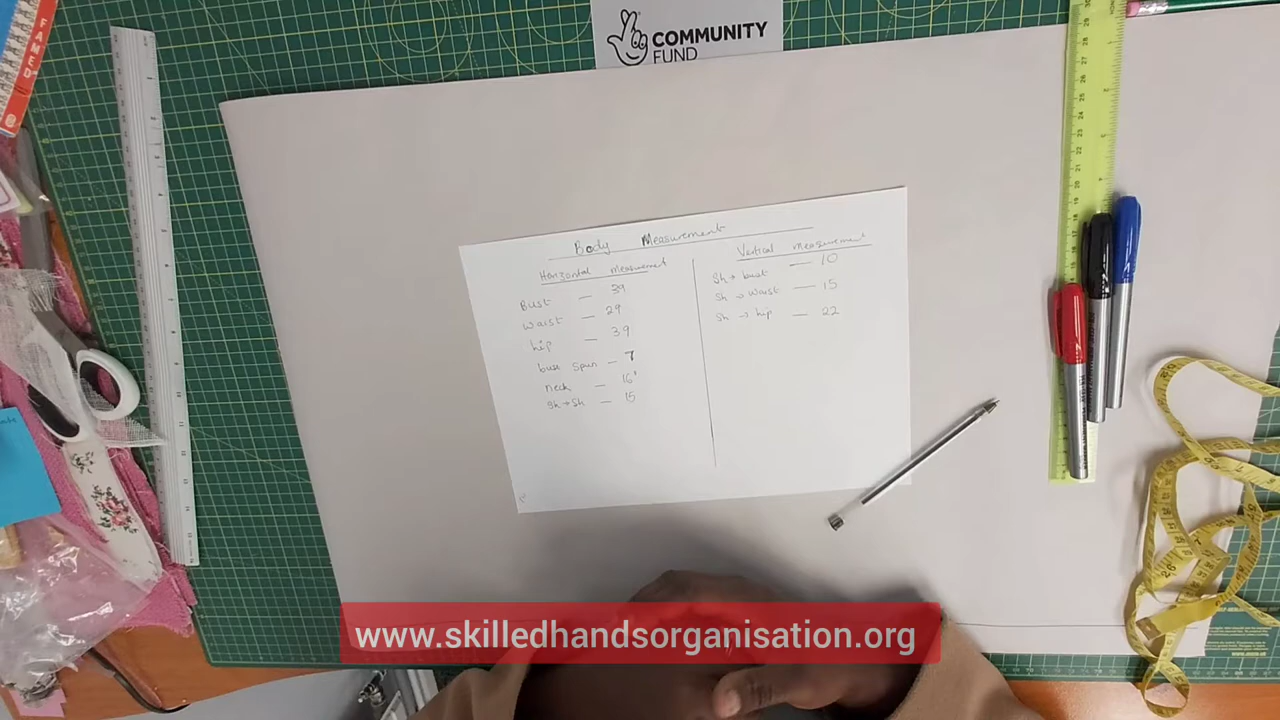 COMMUNITY
FUND
FAMED
Body Measurement
Horizontal Measurement
Bust — 39
Waist — 29
hip — 39
bust span — 7
neck — 16"
Sh → Sh — 15
Vertical Measurement
Sh → bust — 10
Sh → Waist — 15
Sh → hip — 22
www.skilledhandsorganisation.org